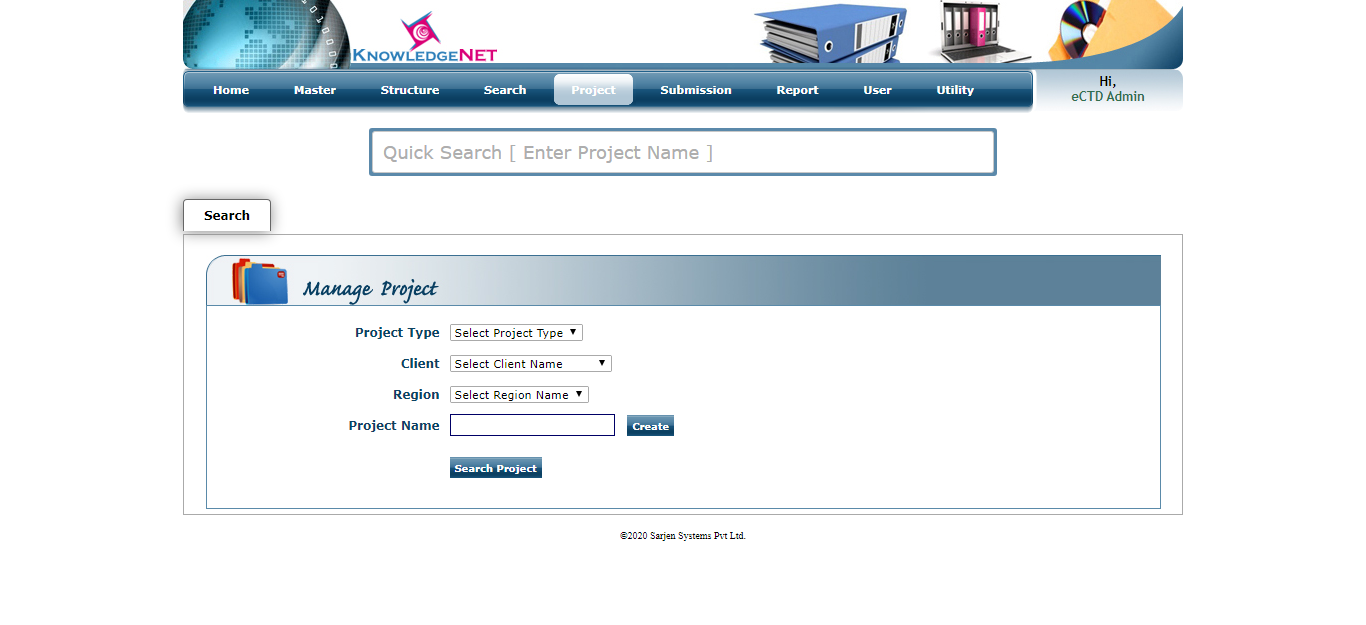 KNOWLEDGENET
Home Master Structure Search Project Submission Report User Utility
Hi,
eCTD Admin
Quick Search [ Enter Project Name ]
Search
Manage Project
Project Type Select Project Type
Client Select Client Name
Region Select Region Name
Project Name Create
Search Project
©2020 Sarjen Systems Pvt Ltd.